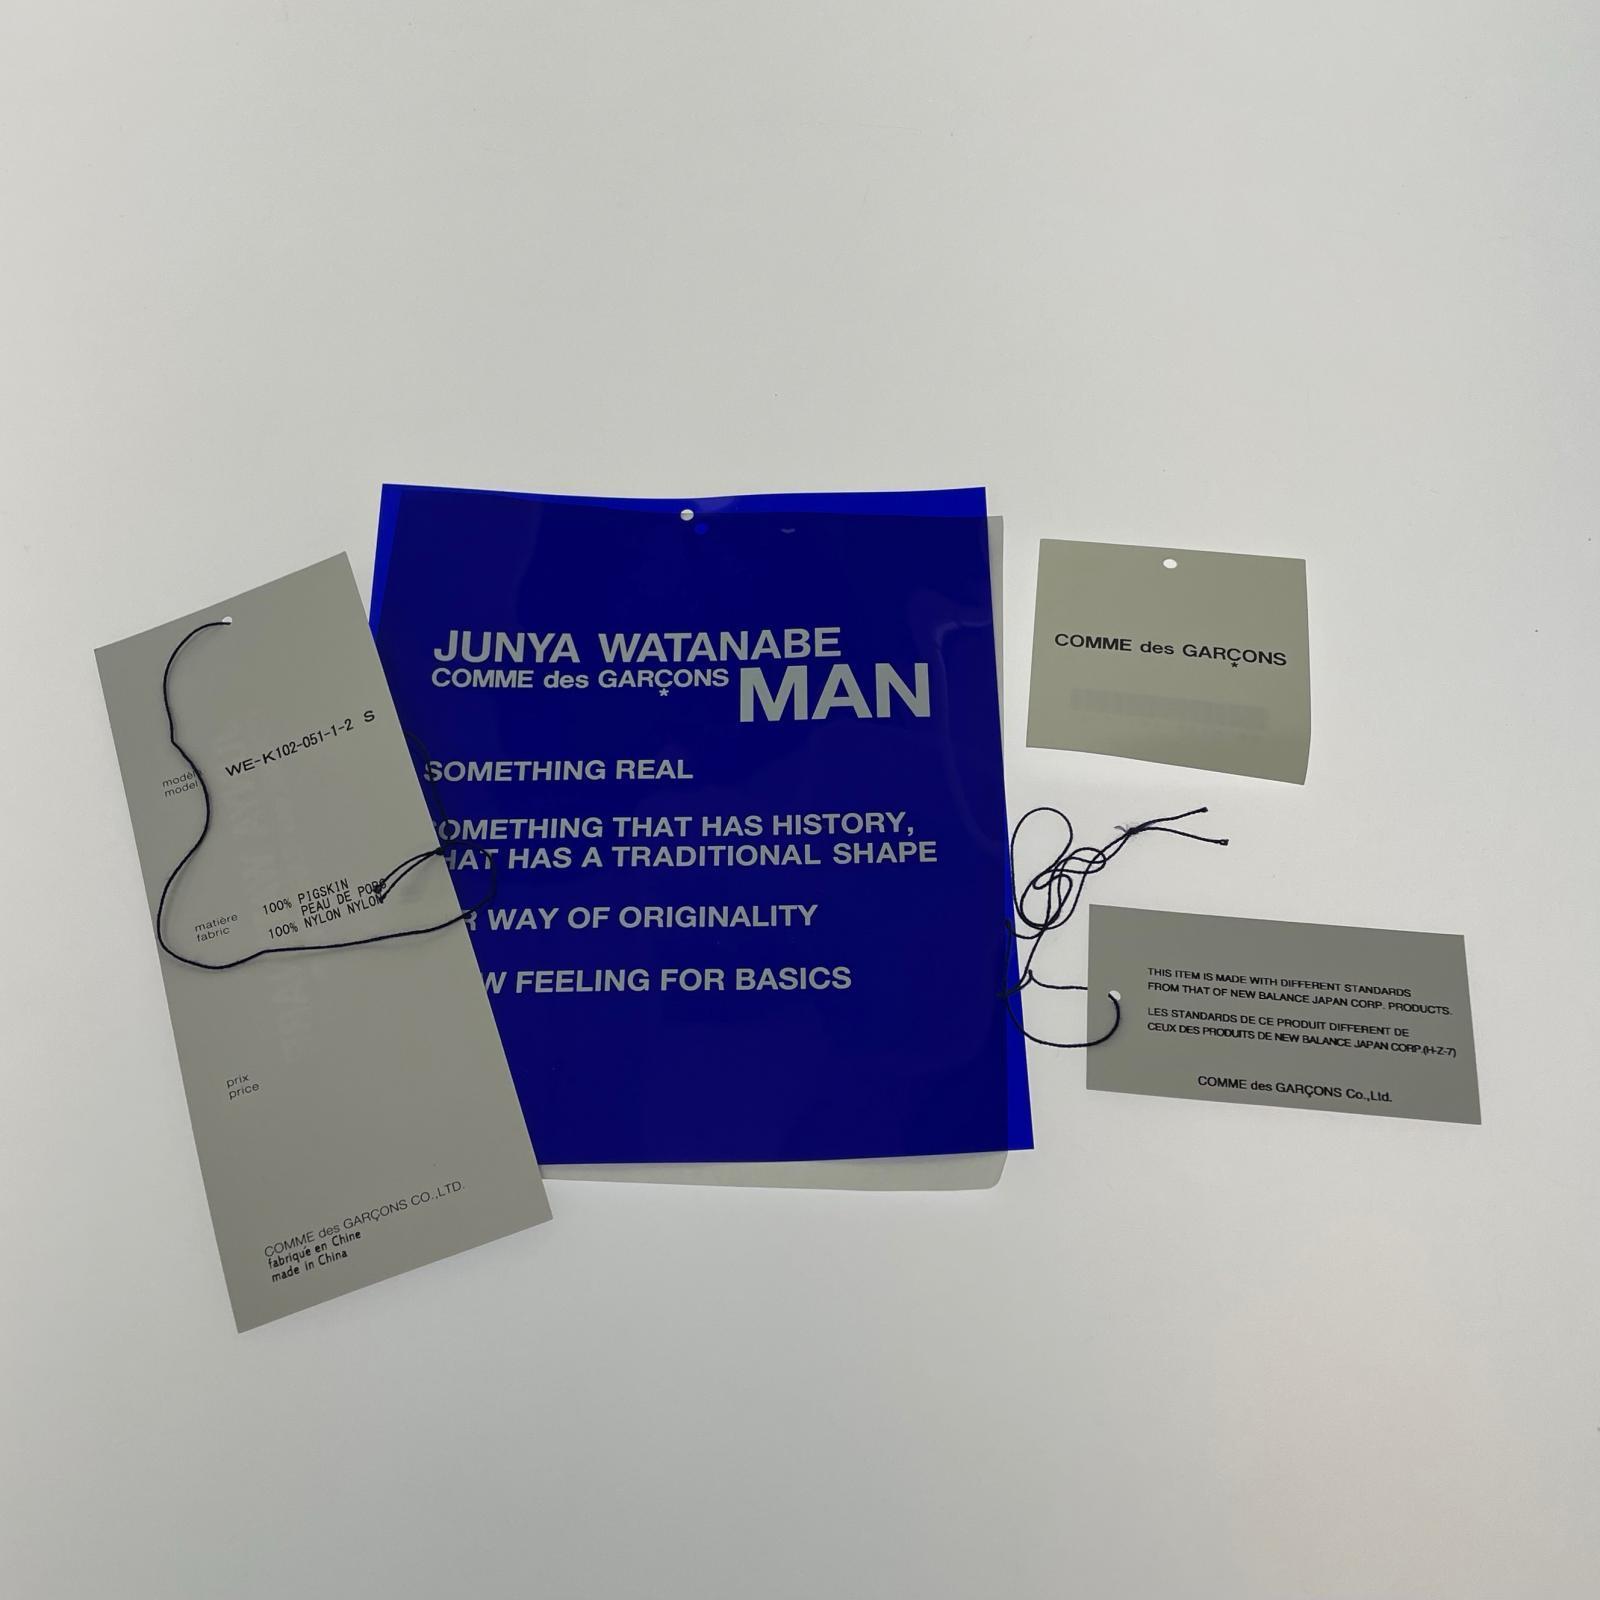 modèle
model
WE-K102-051-1-2 S
matière
fabric
100% PIGSKIN
PEAU DE PORC
100% NYLON NYLON
prix
price
COMME des GARÇONS CO.,LTD.
fabriqué en Chine
made in China
JUNYA WATANABE
COMME des GARÇONS MAN
SOMETHING REAL
SOMETHING THAT HAS HISTORY,
THAT HAS A TRADITIONAL SHAPE
WAY OF ORIGINALITY
FEELING FOR BASICS
COMME des GARÇONS
THIS ITEM IS MADE WITH DIFFERENT STANDARDS
FROM THAT OF NEW BALANCE JAPAN CORP. PRODUCTS.
LES STANDARDS DE CE PRODUIT DIFFERENT DE
CEUX DES PRODUITS DE NEW BALANCE JAPAN CORP.(H-Z-7)
COMME des GARÇONS Co.,Ltd.